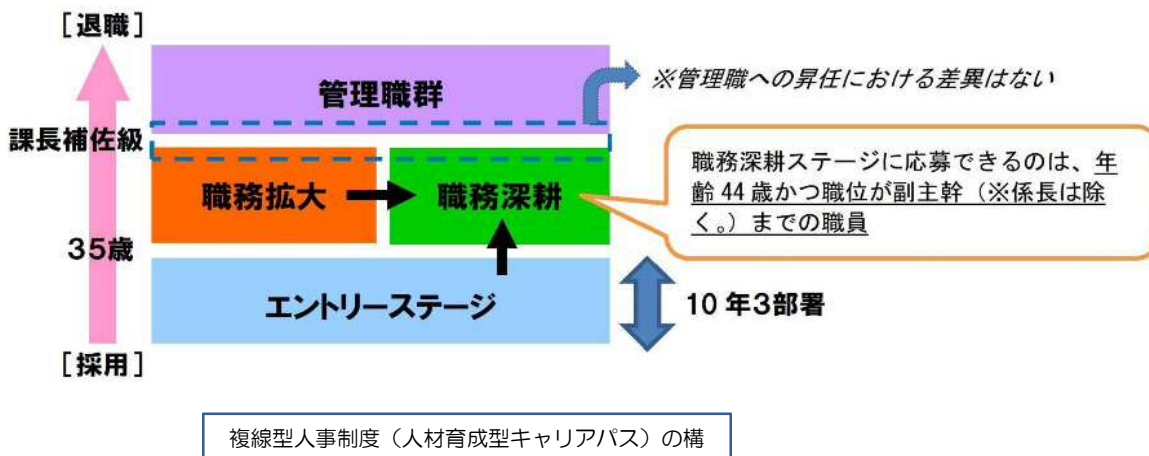 ［退職］
管理職群
※管理職への昇任における差異はない
課長補佐級
職務拡大
職務深耕
職務深耕ステージに応募できるのは、年
齢 44 歳かつ職位が副主幹（※係長は除
く。）までの職員
35歳
エントリーステージ
10 年3部署
［採用］
複線型人事制度（人材育成型キャリアパス）の構